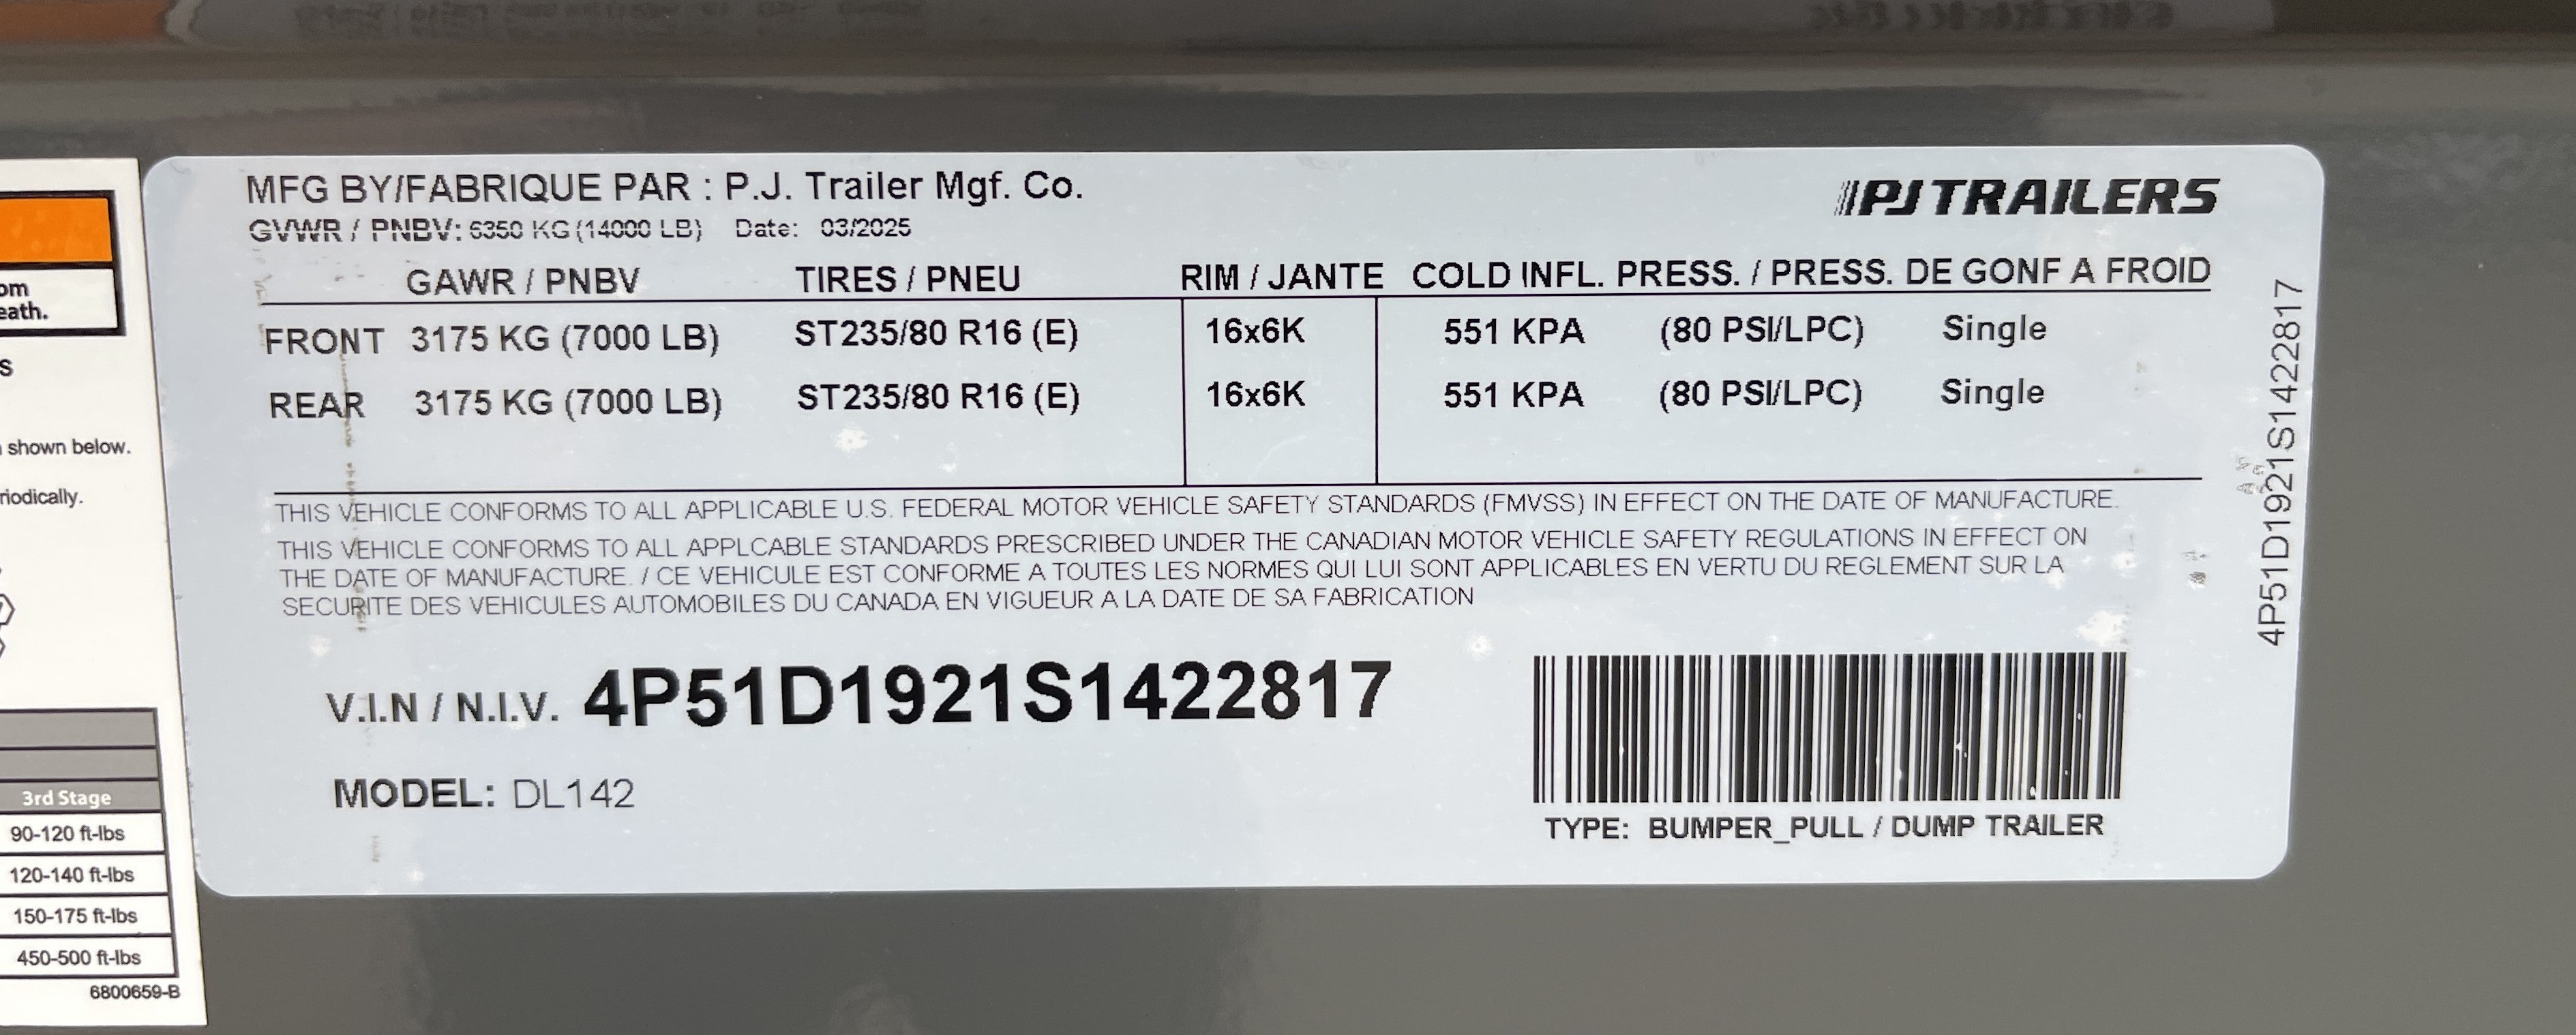 MFG BY/FABRIQUE PAR : P.J. Trailer Mgf. Co.
PJ TRAILERS
GVWR / PNBV: 6350 KG (14000 LB) Date: 03/2025
GAWR / PNBV TIRES / PNEU RIM / JANTE COLD INFL. PRESS. / PRESS. DE GONF A FROID
FRONT 3175 KG (7000 LB) ST235/80 R16 (E) 16x6K 551 KPA (80 PSI/LPC) Single
REAR 3175 KG (7000 LB) ST235/80 R16 (E) 16x6K 551 KPA (80 PSI/LPC) Single
THIS VEHICLE CONFORMS TO ALL APPLICABLE U.S. FEDERAL MOTOR VEHICLE SAFETY STANDARDS (FMVSS) IN EFFECT ON THE DATE OF MANUFACTURE.
THIS VEHICLE CONFORMS TO ALL APPLCABLE STANDARDS PRESCRIBED UNDER THE CANADIAN MOTOR VEHICLE SAFETY REGULATIONS IN EFFECT ON
THE DATE OF MANUFACTURE. / CE VEHICULE EST CONFORME A TOUTES LES NORMES QUI LUI SONT APPLICABLES EN VERTU DU REGLEMENT SUR LA
SECURITE DES VEHICULES AUTOMOBILES DU CANADA EN VIGUEUR A LA DATE DE SA FABRICATION
V.I.N / N.I.V. 4P51D1921S1422817
MODEL: DL142
TYPE: BUMPER_PULL / DUMP TRAILER
4P51D1921S1422817
shown below.
3rd Stage
90-120 ft-lbs
120-140 ft-lbs
150-175 ft-lbs
450-500 ft-lbs
6800659-B